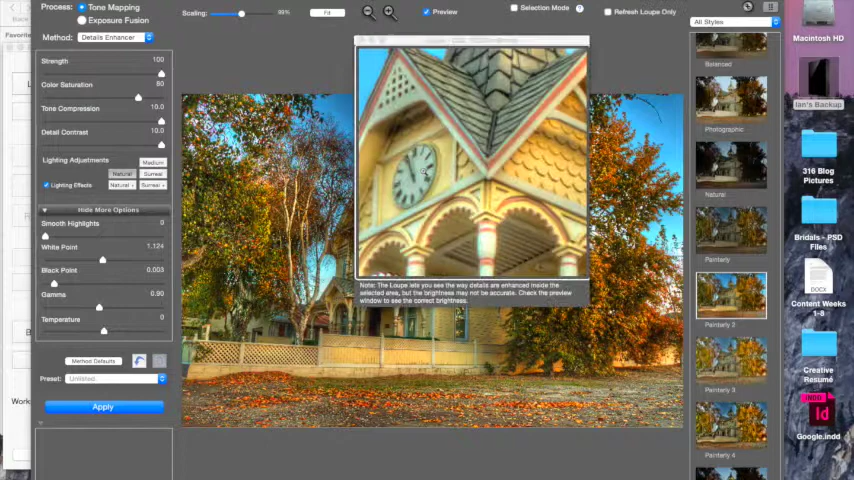 Process:
Tone Mapping
Exposure Fusion
Method:
Details Enhancer
Strength
100
Color Saturation
80
Tone Compression
10.0
Detail Contrast
10.0
Lighting Adjustments
Medium
Natural
Surreal
Lighting Effects
Natural +
Surreal +
Hide More Options
Smooth Highlights
0
White Point
1.124
Black Point
0.003
Gamma
0.90
Temperature
0
Method Defaults
Preset:
Untitled
Apply
Scaling:
Fit
Preview
Selection Mode
?
Refresh Loupe Only
Note: The Loupe lets you see the way details are enhanced inside the
selected area, but the brightness may not be accurate. Check the preview
window to see the correct brightness.
All Styles
Balanced
Photographic
Natural
Painterly
Painterly 2
Painterly 3
Painterly 4
Macintosh HD
Ian's Backup
316 Blog
Pictures
Bridals - PSD
Files
DOCX
Content Weeks
1-8
Creative
Resumé
INDD
Id
Google.indd
Favorite
Work